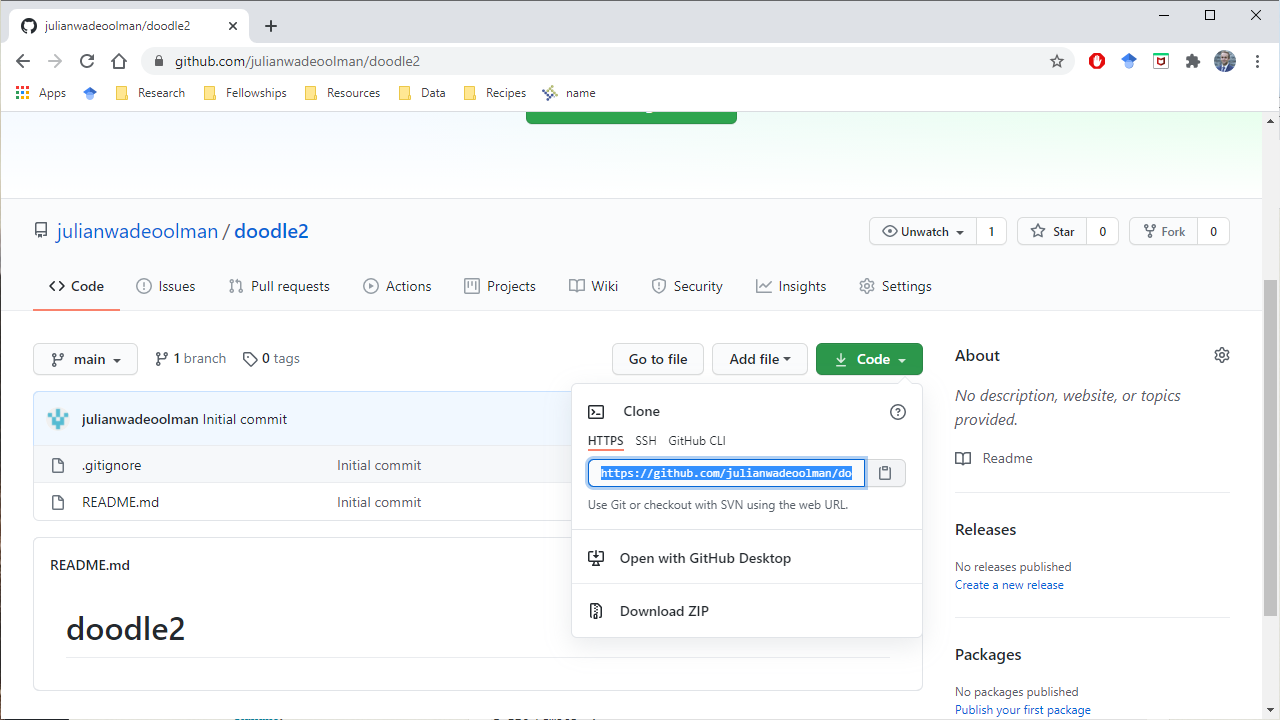 julianwadeoolman/doodle2
github.com/julianwadeoolman/doodle2
Apps Research Fellowships Resources Data Recipes name
julianwadeoolman / doodle2
Unwatch 1 Star 0 Fork 0
Code Issues Pull requests Actions Projects Wiki Security Insights Settings
main 1 branch 0 tags Go to file Add file Code
julianwadeoolman Initial commit
.gitignore Initial commit
README.md Initial commit
README.md
doodle2
Clone
HTTPS SSH GitHub CLI
https://github.com/julianwadeoolman/do
Use Git or checkout with SVN using the web URL.
Open with GitHub Desktop
Download ZIP
About
No description, website, or topics
provided.
Readme
Releases
No releases published
Create a new release
Packages
No packages published
Publish your first package